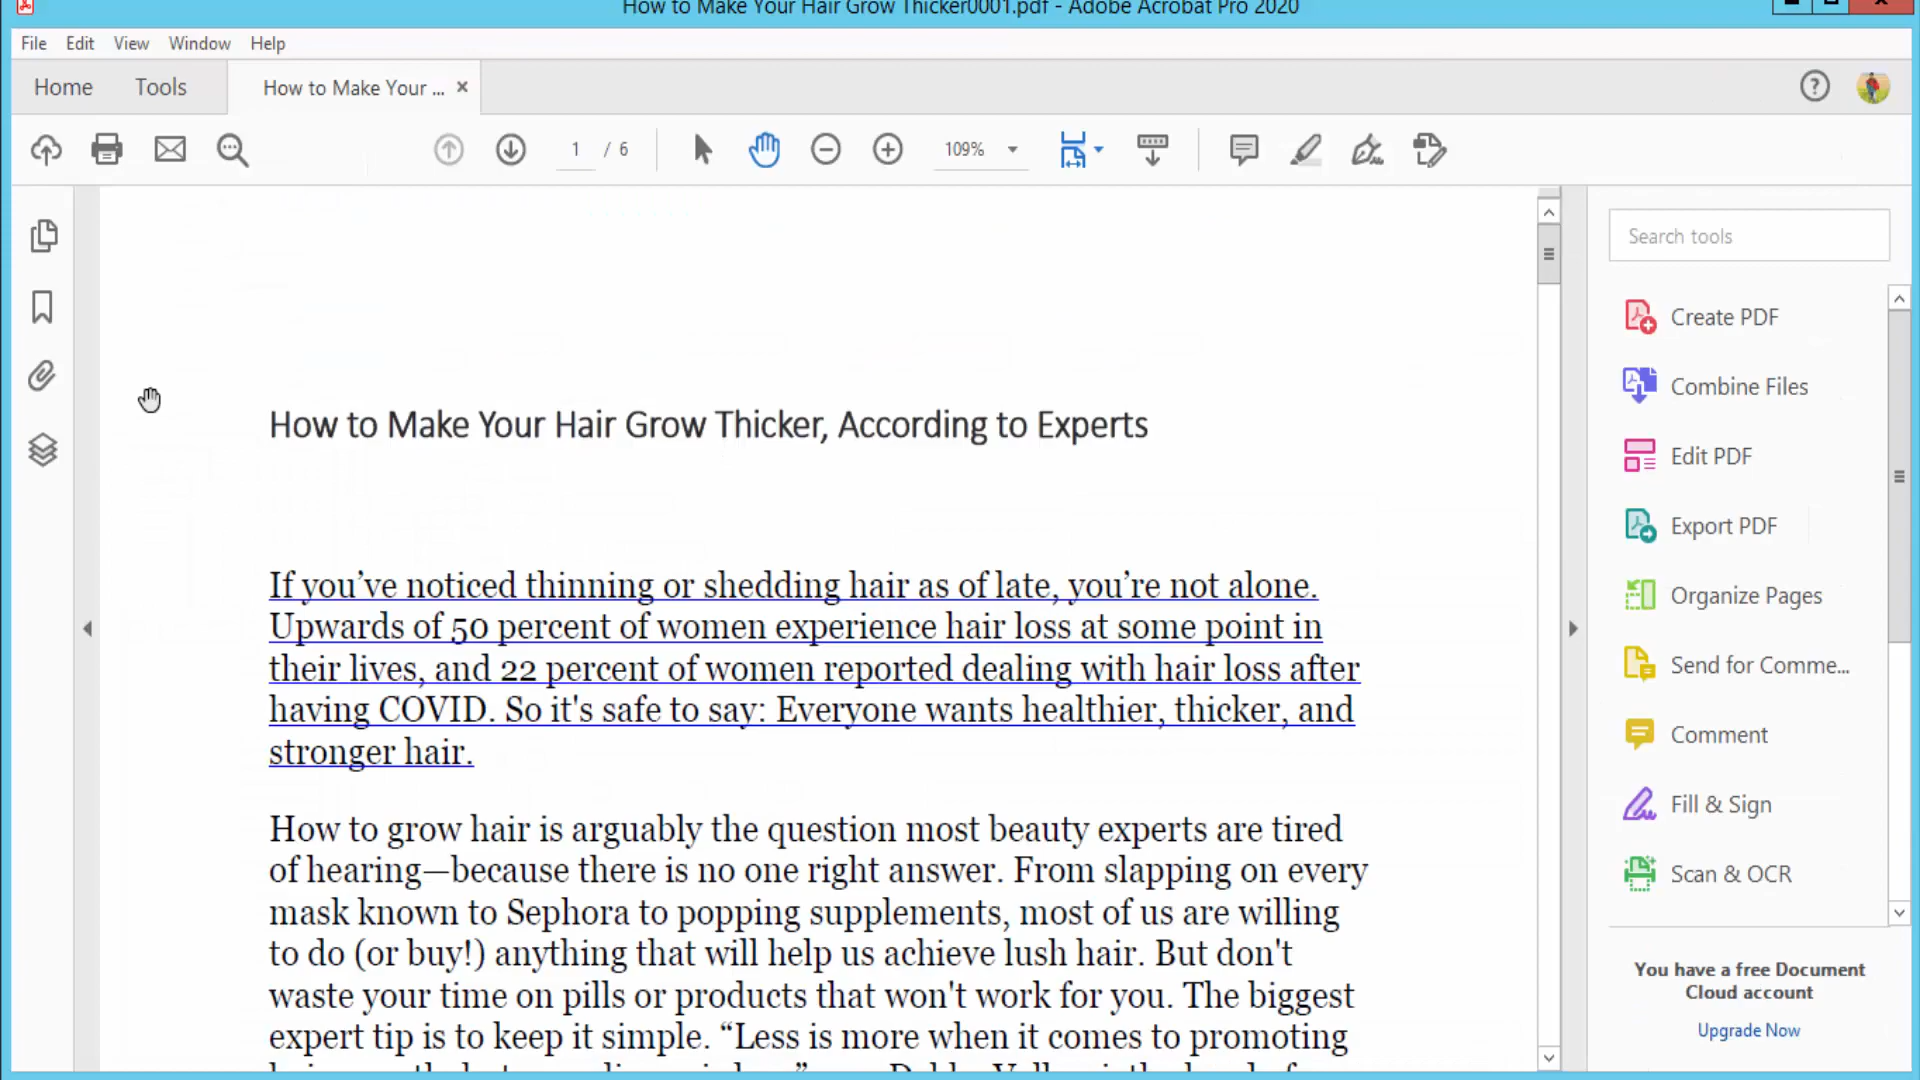 How to Make Your Hair Grow Thicker0001.pdf - Adobe Acrobat Pro 2020
File Edit View Window Help
Home Tools How to Make Your ... ×
1 / 6 109%
Search tools
Create PDF
Combine Files
Edit PDF
Export PDF
Organize Pages
Send for Comme...
Comment
Fill & Sign
Scan & OCR
You have a free Document
Cloud account
Upgrade Now
How to Make Your Hair Grow Thicker, According to Experts
If you’ve noticed thinning or shedding hair as of late, you’re not alone.
Upwards of 50 percent of women experience hair loss at some point in
their lives, and 22 percent of women reported dealing with hair loss after
having COVID. So it's safe to say: Everyone wants healthier, thicker, and
stronger hair.
How to grow hair is arguably the question most beauty experts are tired
of hearing—because there is no one right answer. From slapping on every
mask known to Sephora to popping supplements, most of us are willing
to do (or buy!) anything that will help us achieve lush hair. But don't
waste your time on pills or products that won't work for you. The biggest
expert tip is to keep it simple. “Less is more when it comes to promoting